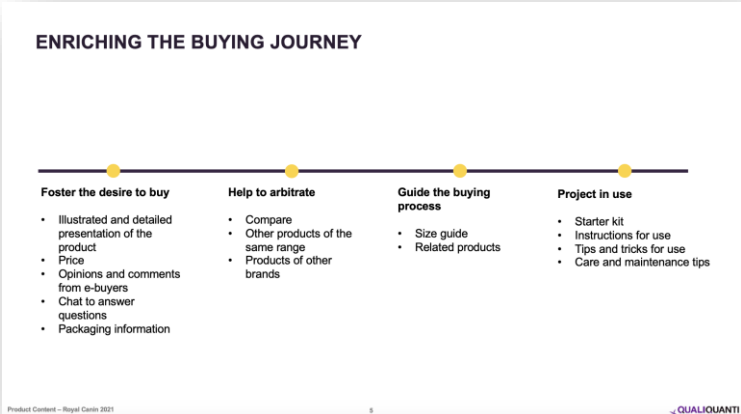 ENRICHING THE BUYING JOURNEY
Foster the desire to buy
• Illustrated and detailed
presentation of the
product
• Price
• Opinions and comments
from e-buyers
• Chat to answer
questions
• Packaging information
Help to arbitrate
• Compare
• Other products of the
same range
• Products of other
brands
Guide the buying
process
• Size guide
• Related products
Project in use
• Starter kit
• Instructions for use
• Tips and tricks for use
• Care and maintenance tips
Product Content – Royal Canin 2021
5
QUALIQUANTI